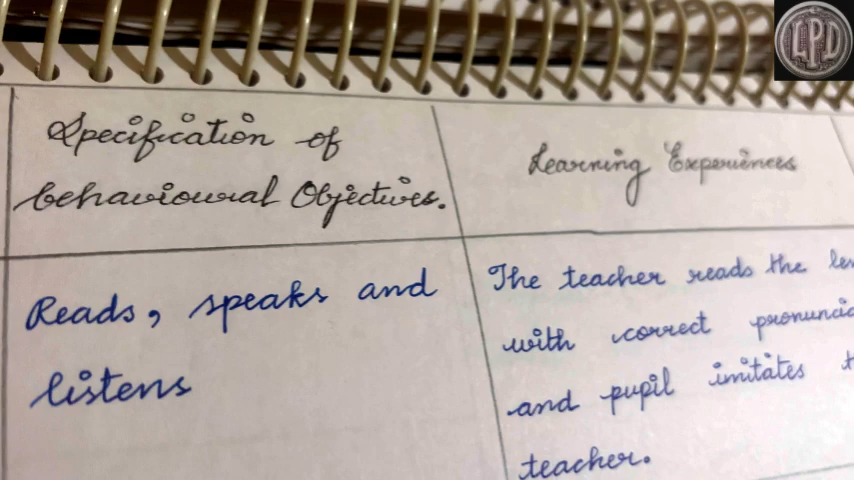 LPD
Specification of
behavioural Objectives.
Learning Experiences
Reads, speaks and
listens
The teacher reads the
with correct
and pupil imitates
teacher.